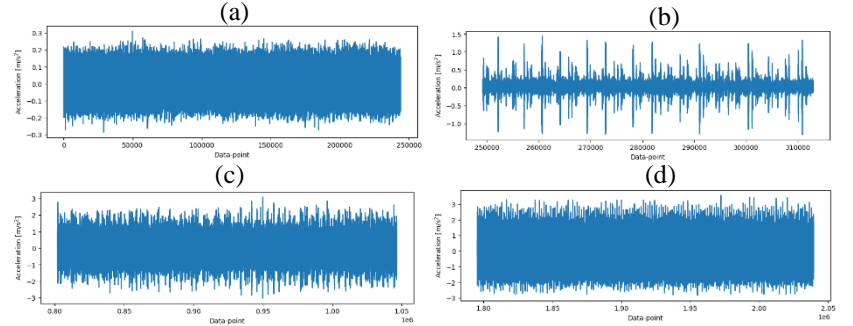 (a)
Acceleration [m/s²]
0.3
0.2
0.1
0.0
−0.1
−0.2
−0.3
0 50000 100000 150000 200000 250000
Data-point
(b)
Acceleration [m/s²]
1.5
1.0
0.5
0.0
−0.5
−1.0
250000 260000 270000 280000 290000 300000 310000
Data-point
(c)
Acceleration [m/s²]
3
2
1
0
−1
−2
−3
0.80 0.85 0.90 0.95 1.00 1.05
1e6
Data-point
(d)
Acceleration [m/s²]
3
2
1
0
−1
−2
−3
1.80 1.85 1.90 1.95 2.00 2.05
1e6
Data-point